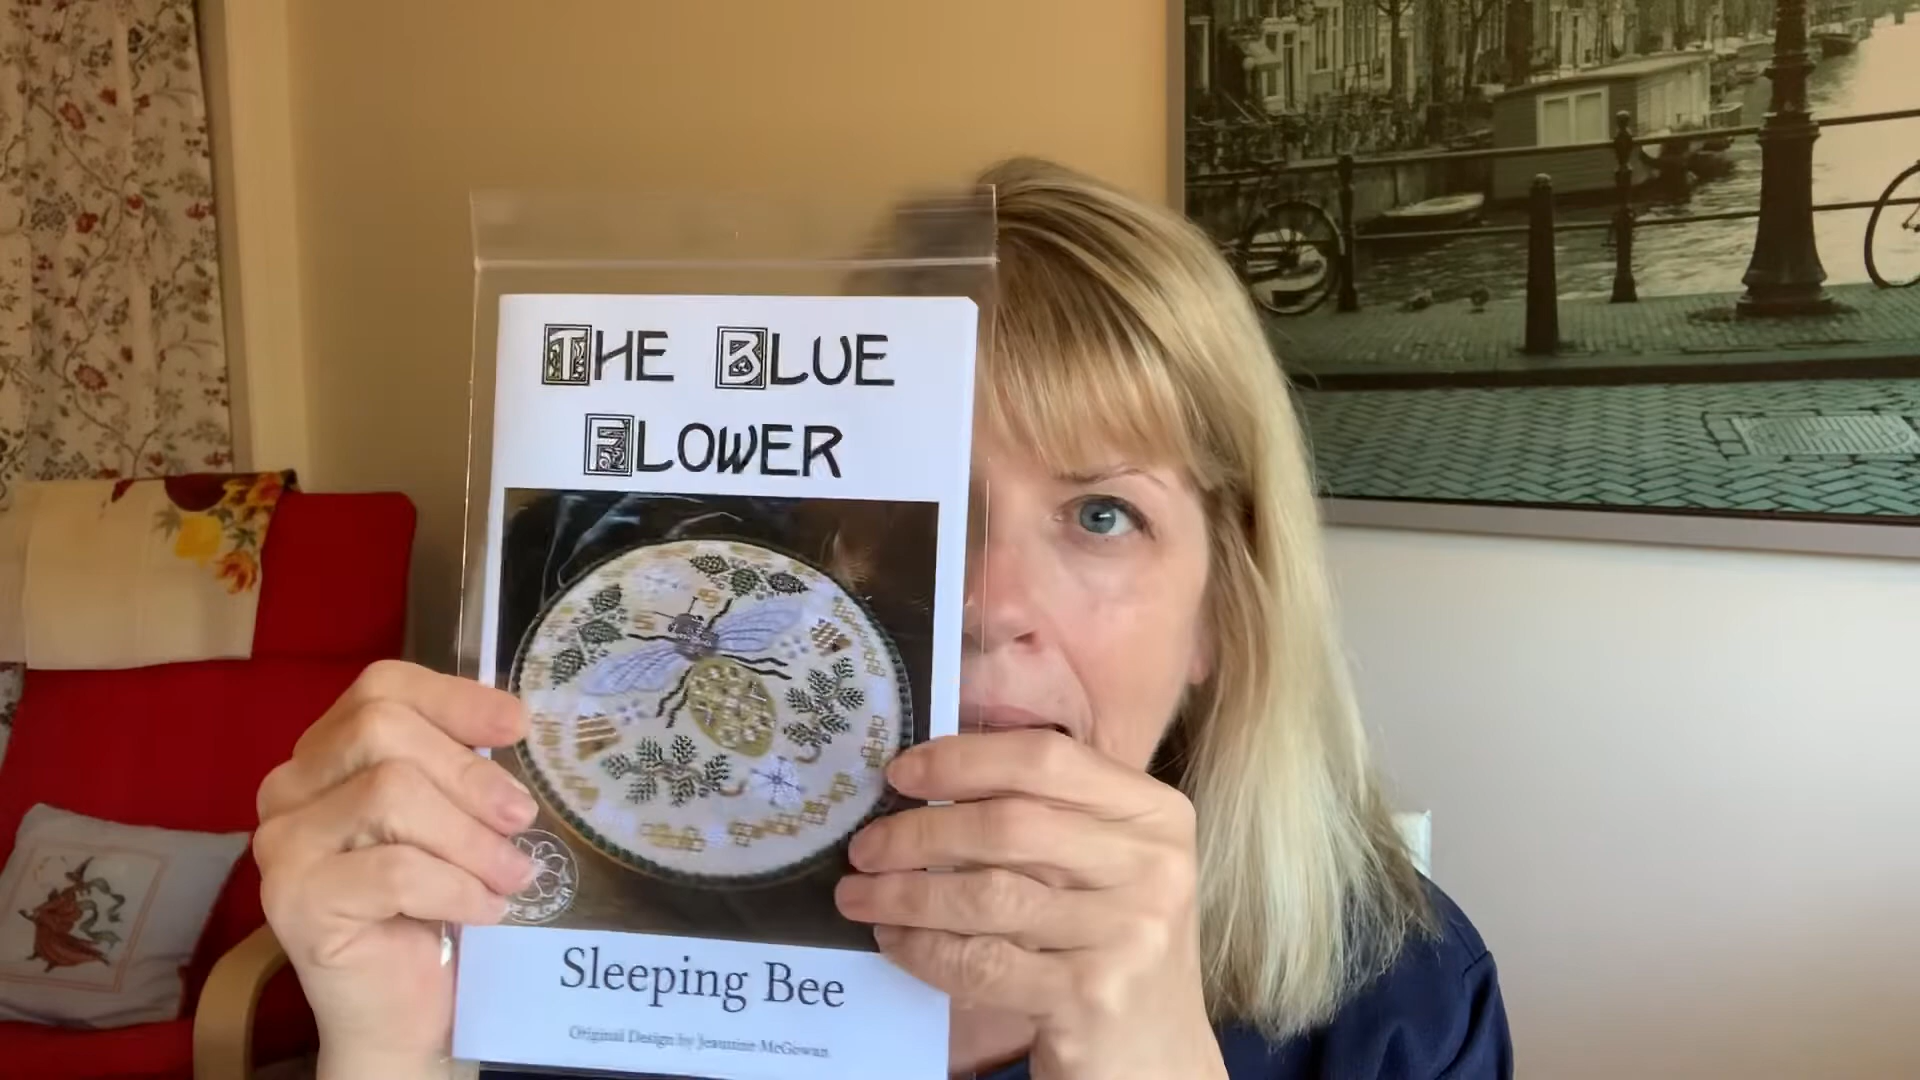 THE BLUE
FLOWER
Sleeping Bee
Original Design by Jeannine McGowan